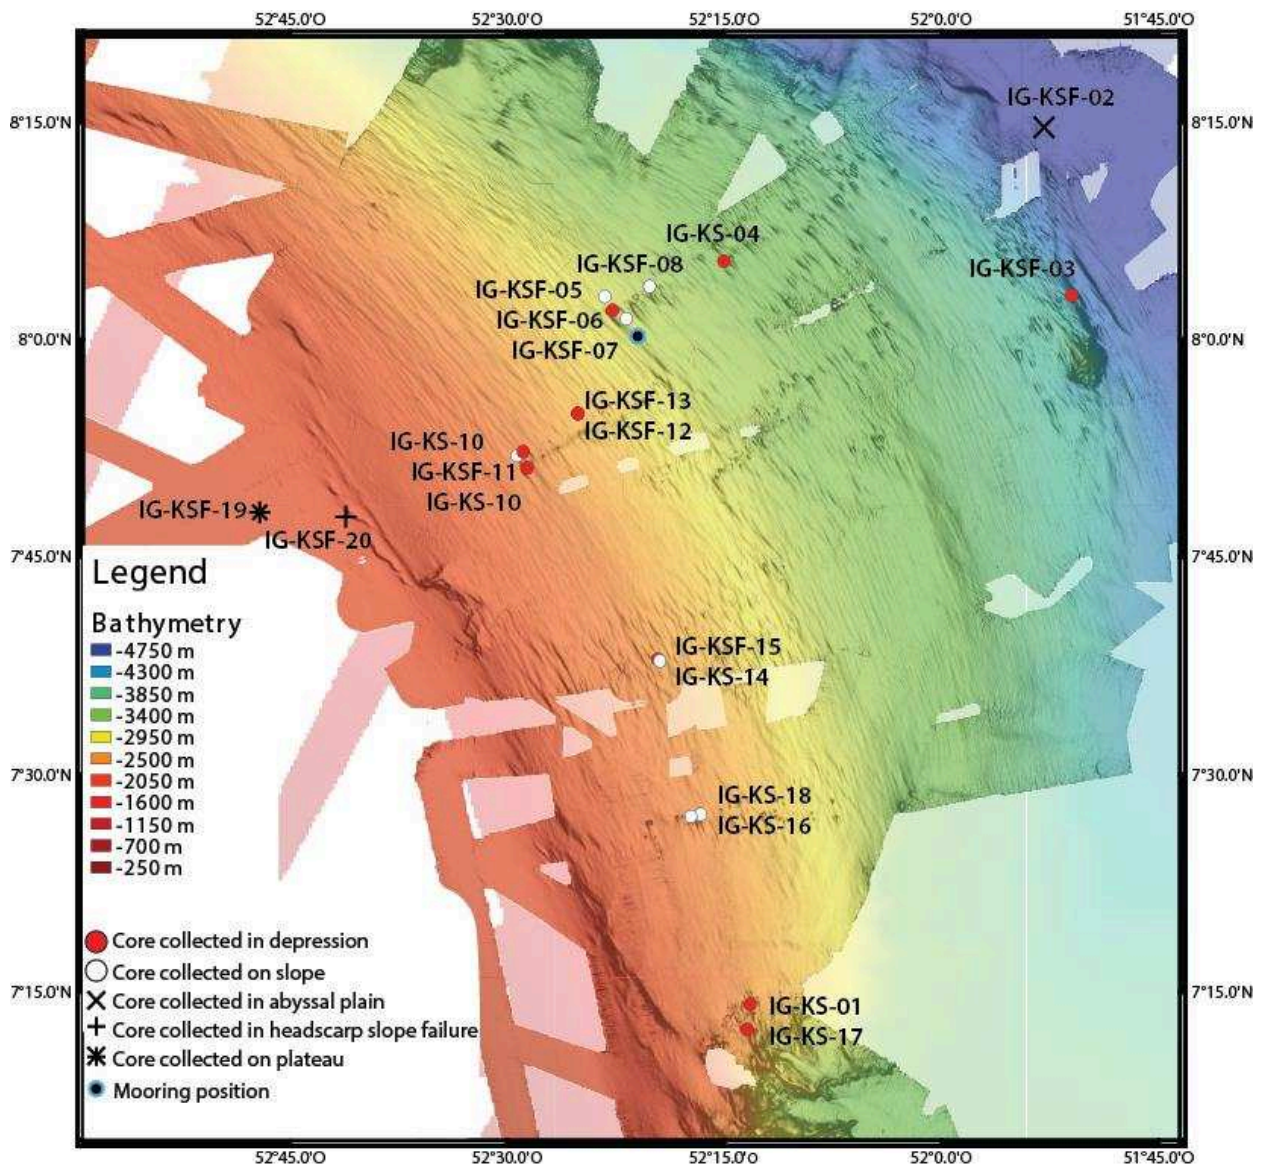 52°45.0'O 52°30.0'O 52°15.0'O 52°0.0'O 51°45.0'O
IG-KSF-02
8°15.0'N 8°15.0'N
IG-KS-04
IG-KSF-08
IG-KSF-03
IG-KSF-05
IG-KSF-06
8°0.0'N 8°0.0'N
IG-KSF-07
IG-KSF-13
IG-KSF-12
IG-KS-10
IG-KSF-11
IG-KS-10
IG-KSF-19
IG-KSF-20
7°45.0'N 7°45.0'N
Legend
Bathymetry
-4750 m
-4300 m
-3850 m
-3400 m
-2950 m
-2500 m
-2050 m
-1600 m
-1150 m
-700 m
-250 m
IG-KSF-15
IG-KS-14
7°30.0'N 7°30.0'N
IG-KS-18
IG-KS-16
Core collected in depression
Core collected on slope
Core collected in abyssal plain
Core collected in headscarp slope failure
Core collected on plateau
Mooring position
7°15.0'N 7°15.0'N
IG-KS-01
IG-KS-17
52°45.0'O 52°30.0'O 52°15.0'O 52°0.0'O 51°45.0'O